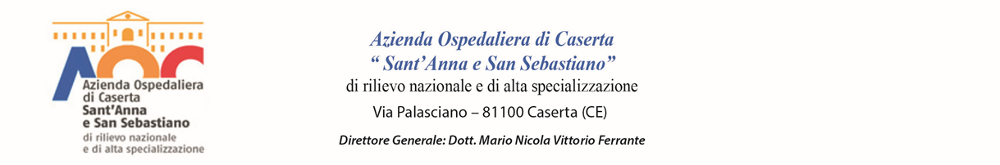 AOC
Azienda Ospedaliera
di Caserta
Sant'Anna
e San Sebastiano
di rilievo nazionale
e di alta specializzazione
Azienda Ospedaliera di Caserta
“ Sant’Anna e San Sebastiano”
di rilievo nazionale e di alta specializzazione
Via Palasciano – 81100 Caserta (CE)
Direttore Generale: Dott. Mario Nicola Vittorio Ferrante